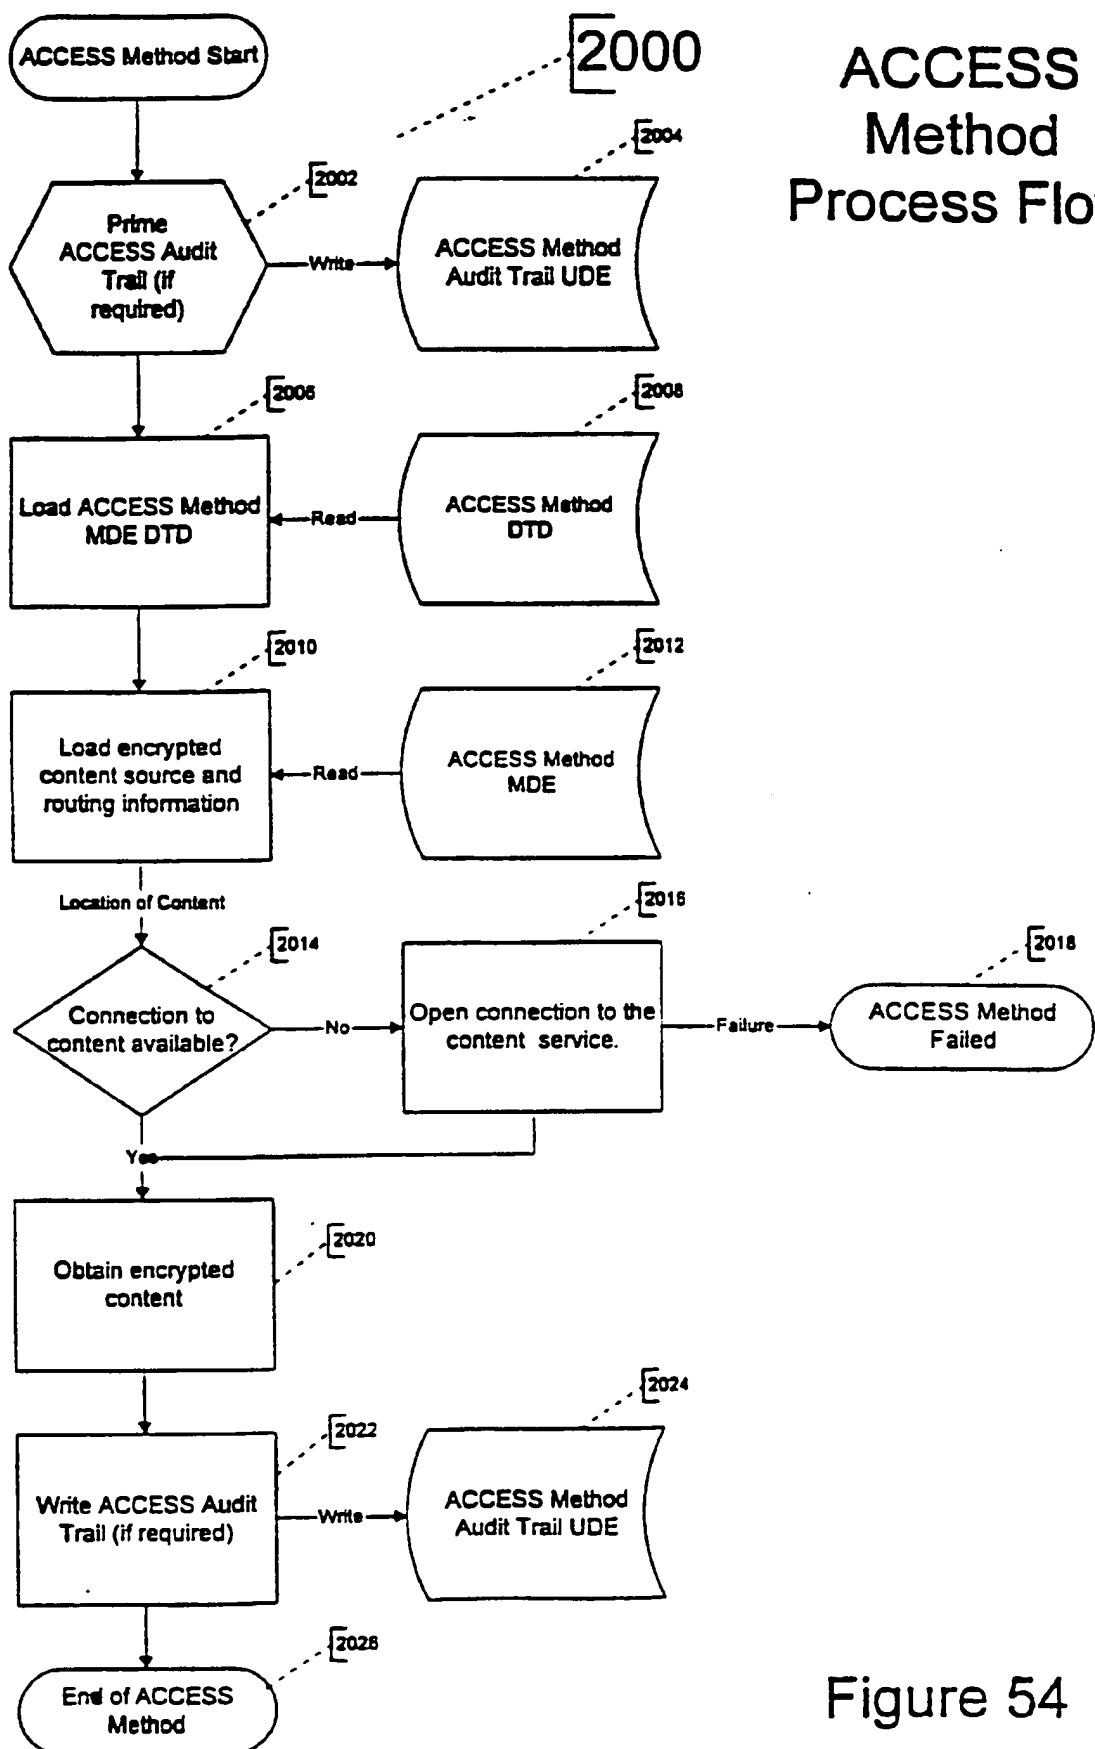 ACCESS Method Start
2000
ACCESS
Method
Process Flo
2002
2004
Prime
ACCESS Audit
Trail (if
required)
Write
ACCESS Method
Audit Trail UDE
2006
2008
Load ACCESS Method
MDE DTD
Read
ACCESS Method
DTD
2010
2012
Load encrypted
content source and
routing information
Read
ACCESS Method
MDE
Location of Content
2014
2016
2018
Connection to
content available?
No
Open connection to the
content service.
Failure
ACCESS Method
Failed
Yes
2020
Obtain encrypted
content
2022
2024
Write ACCESS Audit
Trail (if required)
Write
ACCESS Method
Audit Trail UDE
2026
End of ACCESS
Method
Figure 54